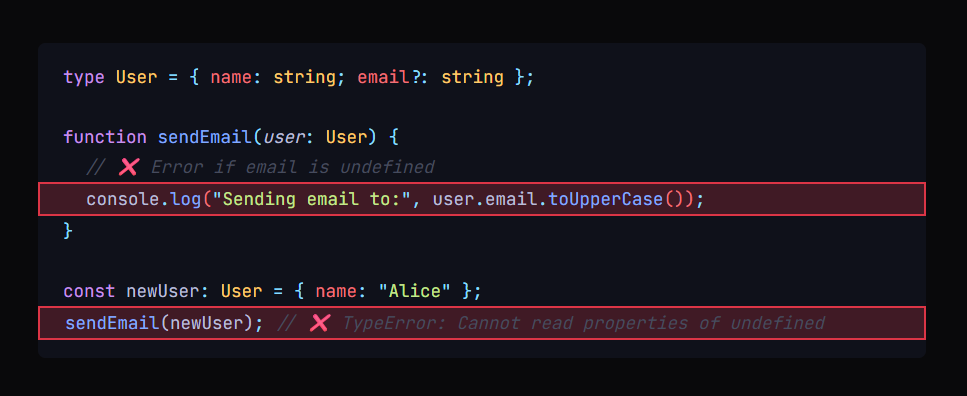 type User = { name: string; email?: string };
function sendEmail(user: User) {
// ❌ Error if email is undefined
console.log("Sending email to:", user.email.toUpperCase());
}
const newUser: User = { name: "Alice" };
sendEmail(newUser); // ❌ TypeError: Cannot read properties of undefined